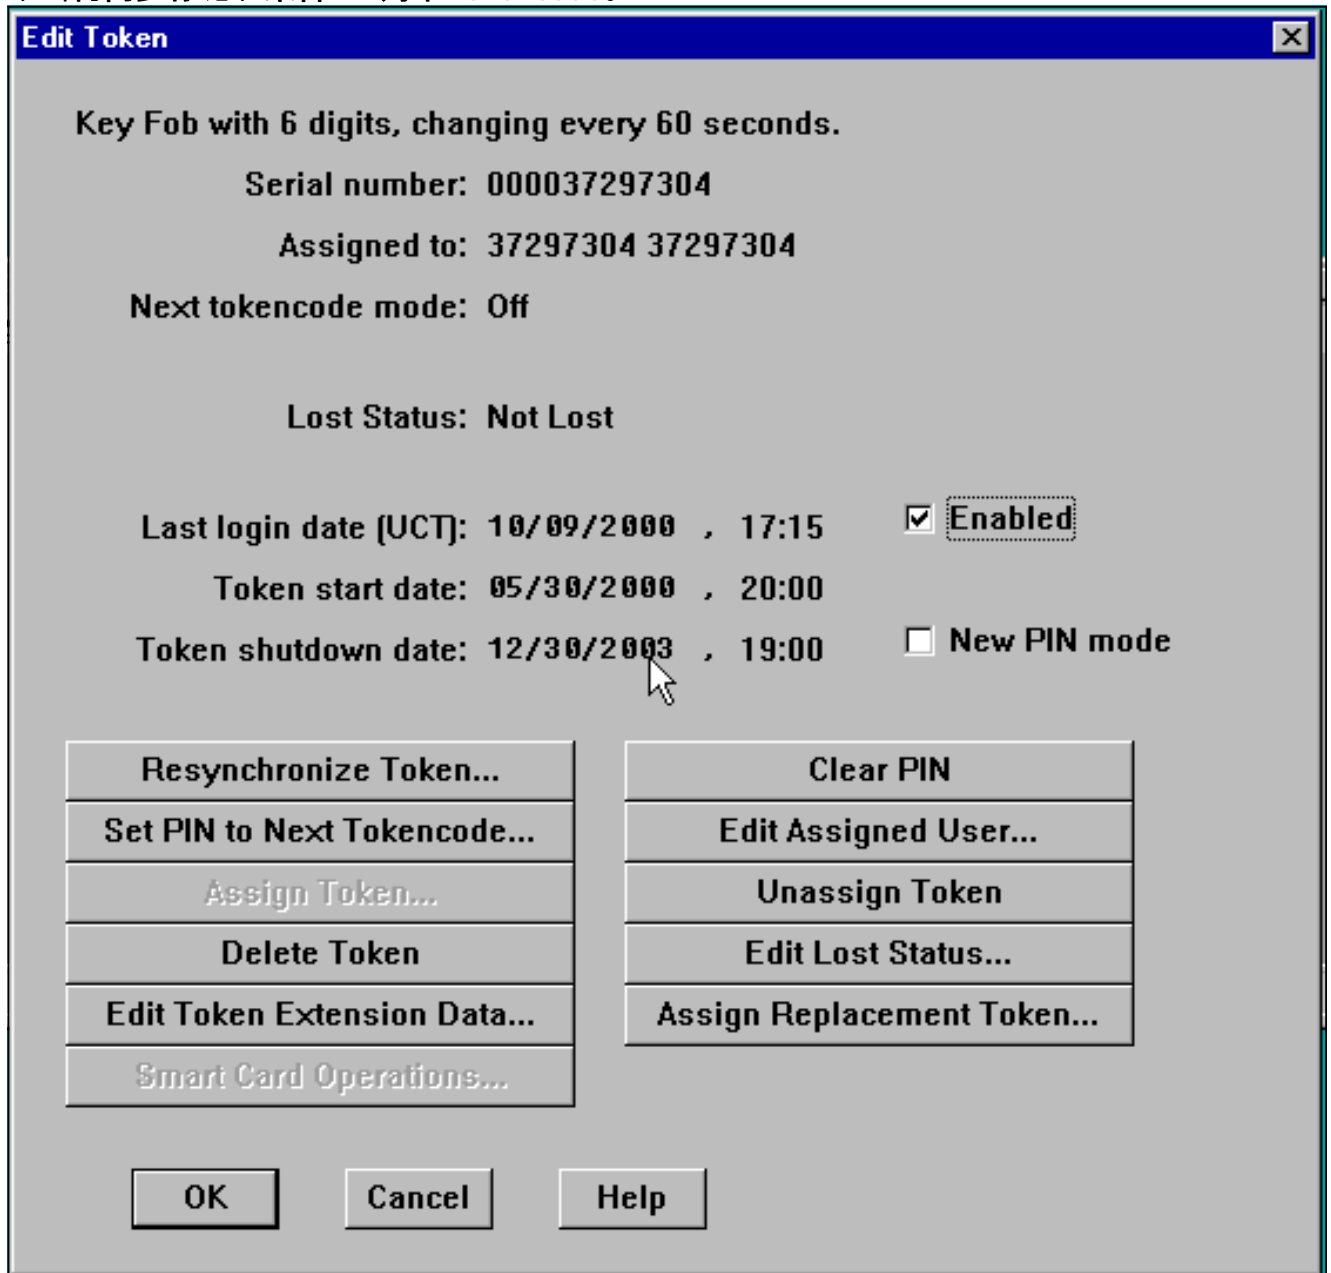 Edit Token
Key Fob with 6 digits, changing every 60 seconds.
Serial number: 000037297304
Assigned to: 37297304 37297304
Next tokencode mode: Off
Lost Status: Not Lost
Last login date (UCT): 10/09/2000 , 17:15 Enabled
Token start date: 05/30/2000 , 20:00
Token shutdown date: 12/30/2003 , 19:00 New PIN mode
Resynchronize Token... Clear PIN
Set PIN to Next Tokencode... Edit Assigned User...
Assign Token... Unassign Token
Delete Token Edit Lost Status...
Edit Token Extension Data... Assign Replacement Token...
Smart Card Operations...
OK Cancel Help